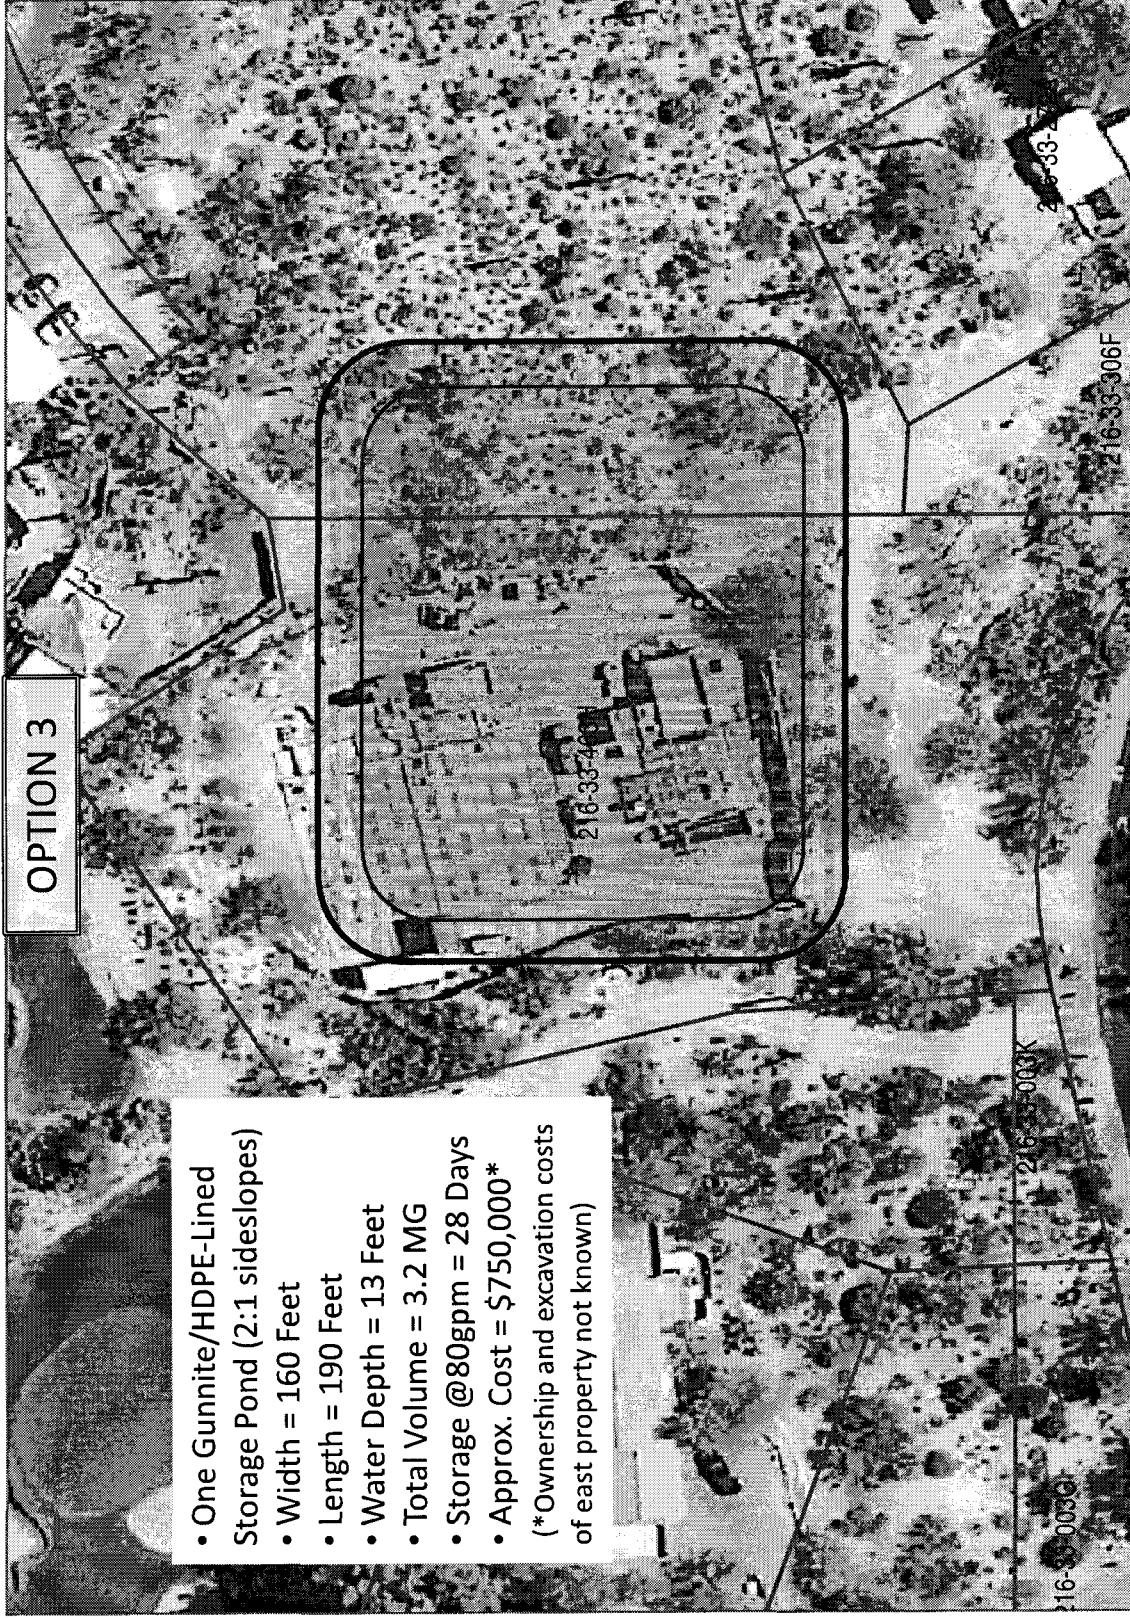 OPTION 3
• One Gunnite/HDPE-Lined
Storage Pond (2:1 sideslopes)
• Width = 160 Feet
• Length = 190 Feet
• Water Depth = 13 Feet
• Total Volume = 3.2 MG
• Storage @80gpm = 28 Days
• Approx. Cost = $750,000*
(*Ownership and excavation costs
of east property not known)
216-33-003K
216-33-306F